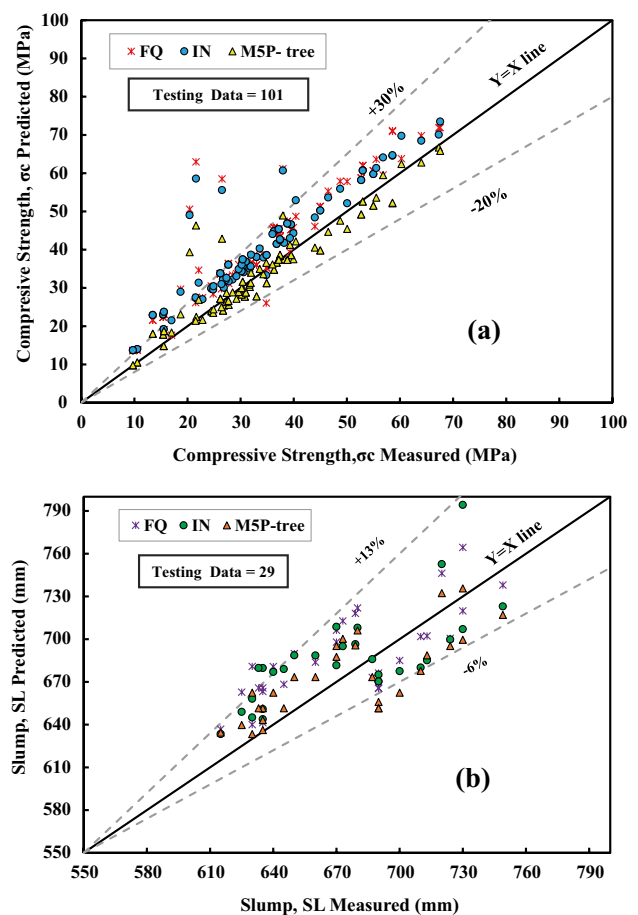 (a)
FQ IN M5P- tree
Testing Data = 101
Y=X line
+30%
-20%
(a)
Compresive Strength, σc Predicted (MPa)
100
90
80
70
60
50
40
30
20
10
0
0 10 20 30 40 50 60 70 80 90 100
Compressive Strength,σc Measured (MPa)
FQ IN M5P-tree
Testing Data = 29
Y=X line
+13%
-6%
(b)
Slump, SL Predicted (mm)
790
760
730
700
670
640
610
580
550
550 580 610 640 670 700 730 760 790
Slump, SL Measured (mm)